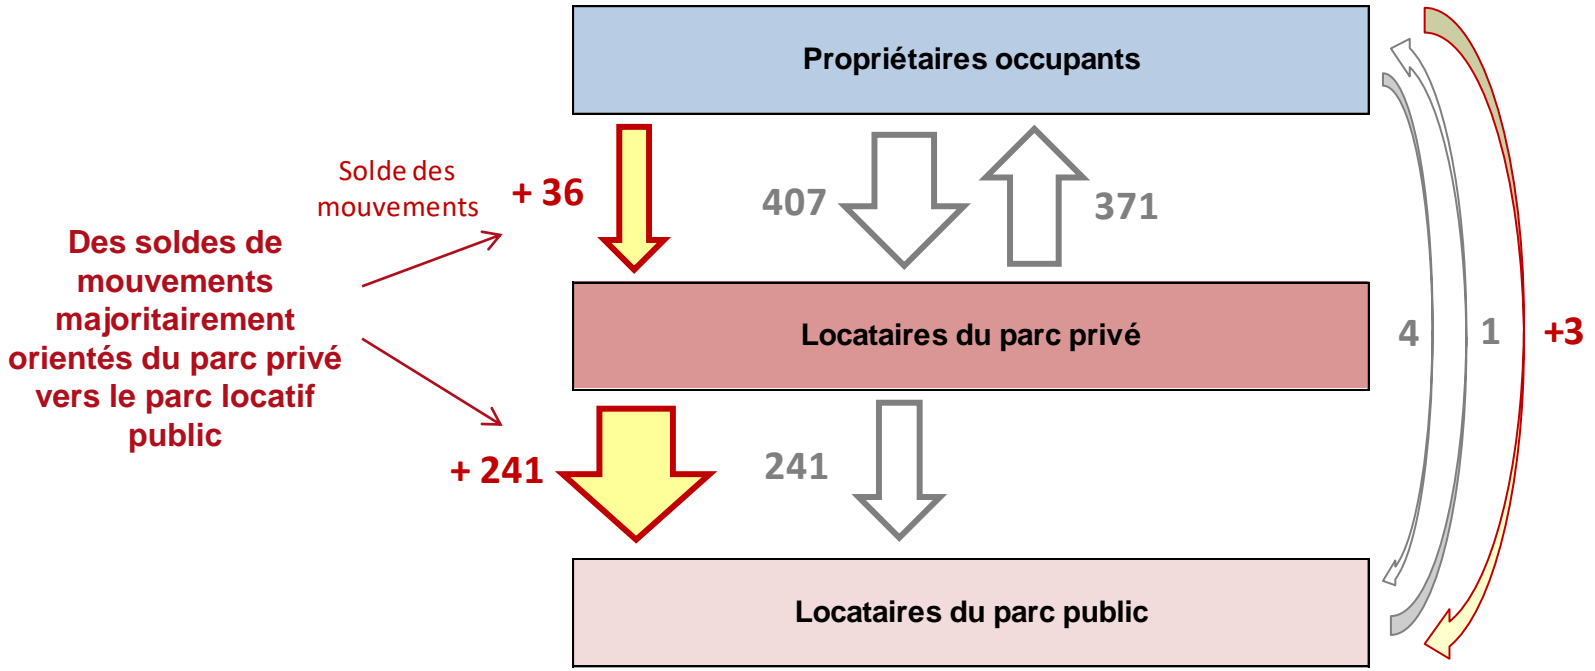 Propriétaires occupants
Solde des
mouvements
+ 36
407
371
Des soldes de
mouvements
majoritairement
orientés du parc privé
vers le parc locatif
public
Locataires du parc privé
4
1
+3
+ 241
241
Locataires du parc public